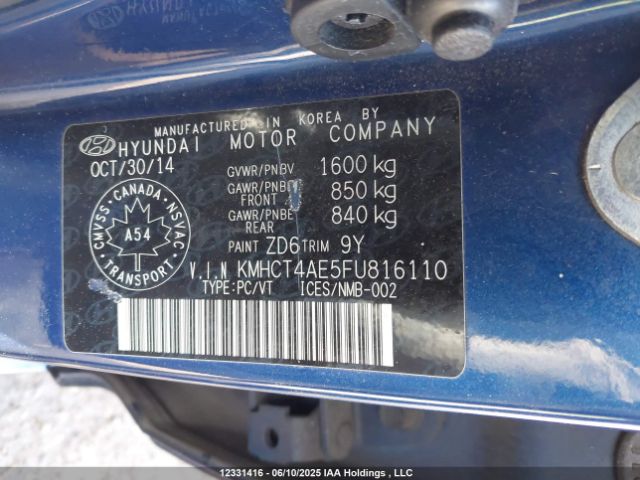 MANUFACTURED IN KOREA BY
HYUNDAI MOTOR COMPANY
OCT/30/14
GVWR/PNBV 1600 kg
GAWR/PNBE FRONT 850 kg
GAWR/PNBE REAR 840 kg
PAINT ZD6 TRIM 9Y
CMVSS · CANADA · NSVAC
A54
TRANSPORT
V.I.N KMHCT4AE5FU816110
TYPE:PC/VT ICES/NMB-002
12331416 - 06/10/2025 IAA Holdings , LLC